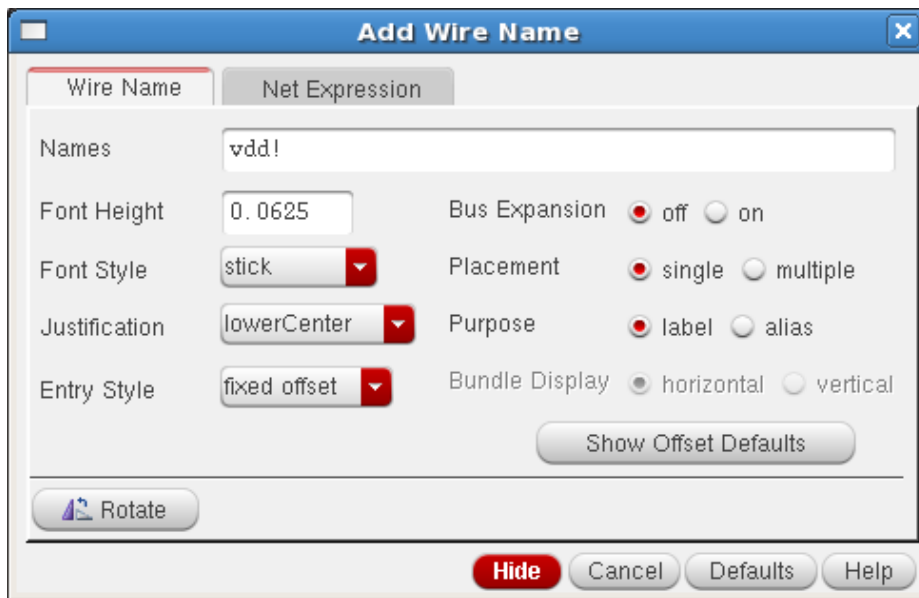 Add Wire Name
Wire Name Net Expression
Names vdd!
Font Height 0.0625 Bus Expansion off on
Font Style stick Placement single multiple
Justification lowerCenter Purpose label alias
Entry Style fixed offset Bundle Display horizontal vertical
Show Offset Defaults
Rotate
Hide Cancel Defaults Help